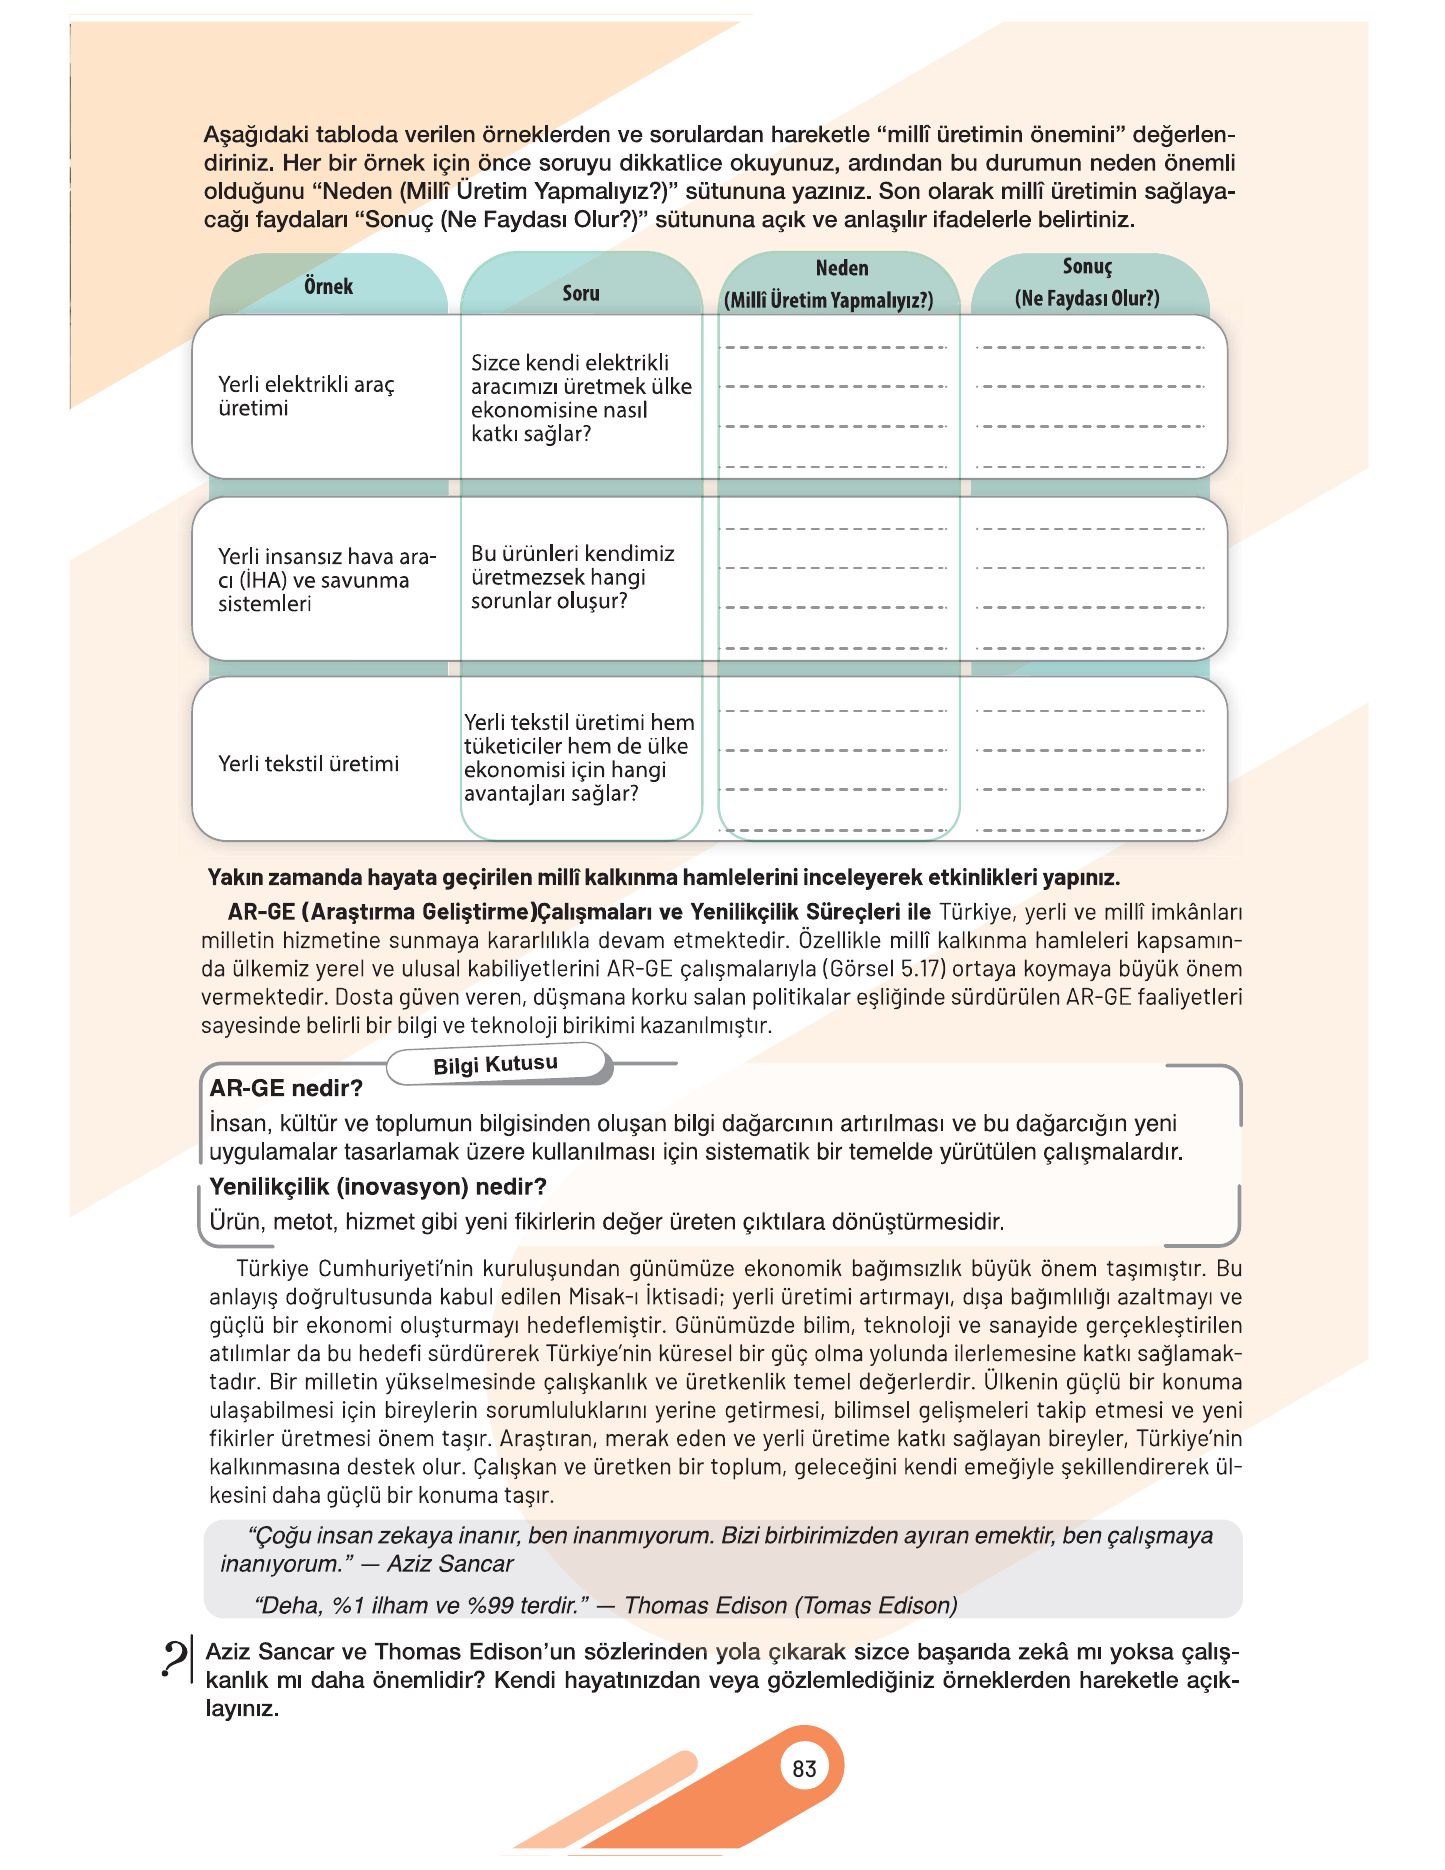 Aşağıdaki tabloda verilen örneklerden ve sorulardan hareketle “millî üretimin önemini” değerlen-
diriniz. Her bir örnek için önce soruyu dikkatlice okuyunuz, ardından bu durumun neden önemli
olduğunu “Neden (Millî Üretim Yapmalıyız?)” sütununa yazınız. Son olarak millî üretimin sağlaya-
cağı faydaları “Sonuç (Ne Faydası Olur?)” sütununa açık ve anlaşılır ifadelerle belirtiniz.
Örnek
Soru
Neden
(Millî Üretim Yapmalıyız?)
Sonuç
(Ne Faydası Olur?)
Yerli elektrikli araç
üretimi
Sizce kendi elektrikli
aracımızı üretmek ülke
ekonomisine nasıl
katkı sağlar?
Yerli insansız hava ara-
cı (İHA) ve savunma
sistemleri
Bu ürünleri kendimiz
üretmezsek hangi
sorunlar oluşur?
Yerli tekstil üretimi
Yerli tekstil üretimi hem
tüketiciler hem de ülke
ekonomisi için hangi
avantajları sağlar?
Yakın zamanda hayata geçirilen millî kalkınma hamlelerini inceleyerek etkinlikleri yapınız.
AR-GE (Araştırma Geliştirme)Çalışmaları ve Yenilikçilik Süreçleri ile Türkiye, yerli ve millî imkânları
milletin hizmetine sunmaya kararlılıkla devam etmektedir. Özellikle millî kalkınma hamleleri kapsamın-
da ülkemiz yerel ve ulusal kabiliyetlerini AR-GE çalışmalarıyla (Görsel 5.17) ortaya koymaya büyük önem
vermektedir. Dosta güven veren, düşmana korku salan politikalar eşliğinde sürdürülen AR-GE faaliyetleri
sayesinde belirli bir bilgi ve teknoloji birikimi kazanılmıştır.
Bilgi Kutusu
AR-GE nedir?
İnsan, kültür ve toplumun bilgisinden oluşan bilgi dağarcının artırılması ve bu dağarcığın yeni
uygulamalar tasarlamak üzere kullanılması için sistematik bir temelde yürütülen çalışmalardır.
Yenilikçilik (inovasyon) nedir?
Ürün, metot, hizmet gibi yeni fikirlerin değer üreten çıktılara dönüştürmesidir.
Türkiye Cumhuriyeti’nin kuruluşundan günümüze ekonomik bağımsızlık büyük önem taşımıştır. Bu
anlayış doğrultusunda kabul edilen Misak-ı İktisadi; yerli üretimi artırmayı, dışa bağımlılığı azaltmayı ve
güçlü bir ekonomi oluşturmayı hedeflemiştir. Günümüzde bilim, teknoloji ve sanayide gerçekleştirilen
atılımlar da bu hedefi sürdürerek Türkiye’nin küresel bir güç olma yolunda ilerlemesine katkı sağlamak-
tadır. Bir milletin yükselmesinde çalışkanlık ve üretkenlik temel değerlerdir. Ülkenin güçlü bir konuma
ulaşabilmesi için bireylerin sorumluluklarını yerine getirmesi, bilimsel gelişmeleri takip etmesi ve yeni
fikirler üretmesi önem taşır. Araştıran, merak eden ve yerli üretime katkı sağlayan bireyler, Türkiye’nin
kalkınmasına destek olur. Çalışkan ve üretken bir toplum, geleceğini kendi emeğiyle şekillendirerek ül-
kesini daha güçlü bir konuma taşır.
“Çoğu insan zekaya inanır, ben inanmıyorum. Bizi birbirimizden ayıran emektir, ben çalışmaya
inanıyorum.” — Aziz Sancar
“Deha, %1 ilham ve %99 terdir.” — Thomas Edison (Tomas Edison)
? Aziz Sancar ve Thomas Edison’un sözlerinden yola çıkarak sizce başarıda zekâ mı yoksa çalış-
kanlık mı daha önemlidir? Kendi hayatınızdan veya gözlemlediğiniz örneklerden hareketle açık-
layınız.
83